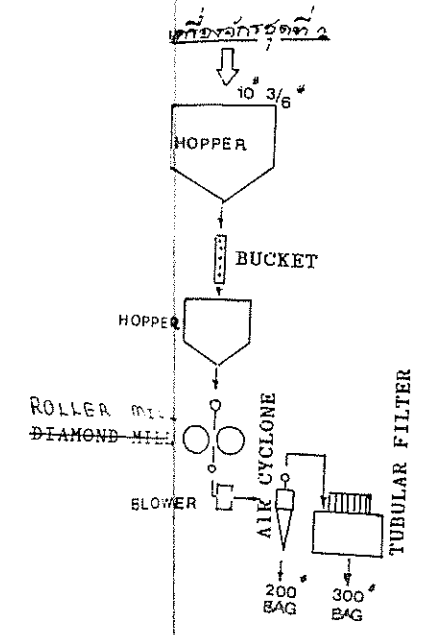 เครื่องจักรชุดที่ 2
10# 3/6#
HOPPER
BUCKET
HOPPER
ROLLER MILL
DIAMOND MILL
BLOWER
AIR CYCLONE
TUBULAR FILTER
200#
BAG
300#
BAG